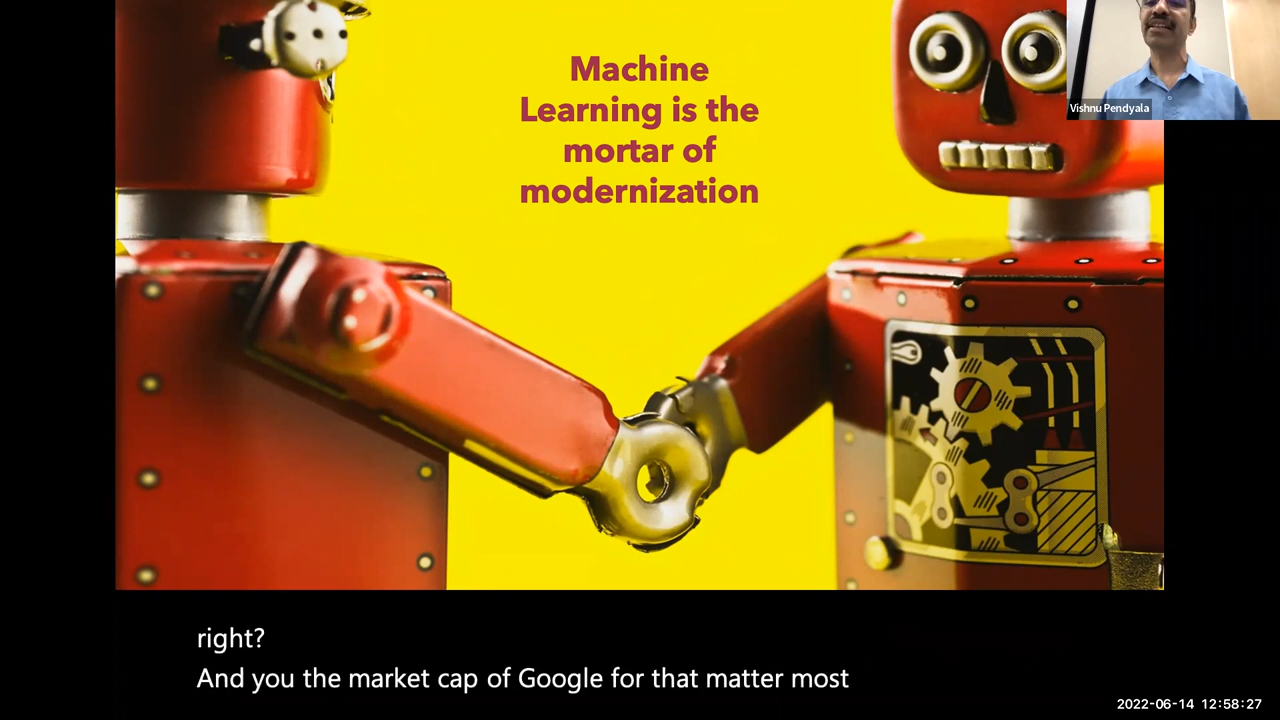 Machine
Learning is the
mortar of
modernization
Vishnu Pendyala
right?
And you the market cap of Google for that matter most
2022-06-14 12:58:27